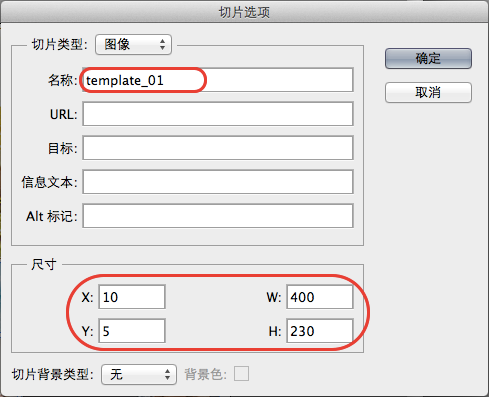 切片选项
切片类型: 图像
确定
名称: template_01
取消
URL:
目标:
信息文本:
Alt 标记:
尺寸
X: 10 W: 400
Y: 5 H: 230
切片背景类型: 无 背景色: